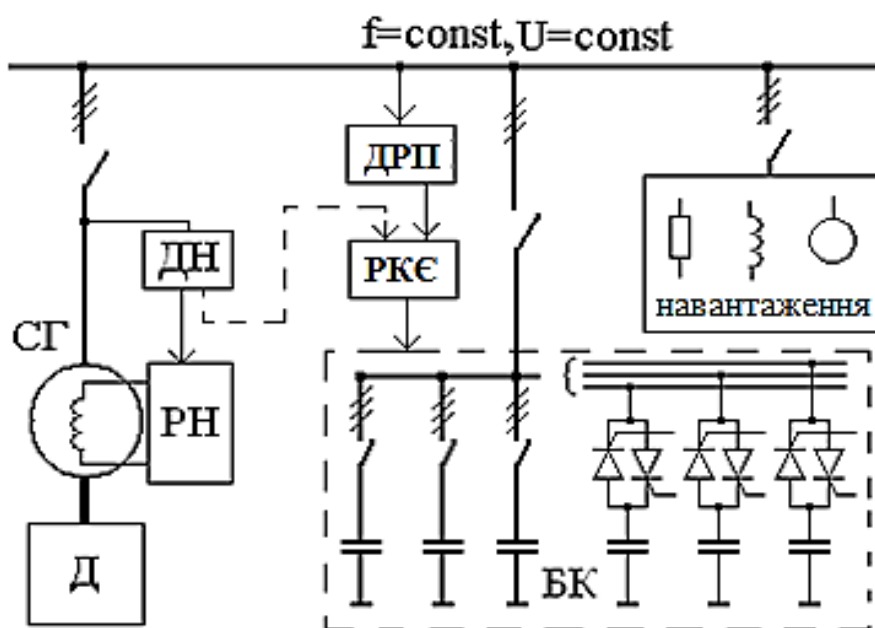 f=const,U=const
ДРП
ДН
РКЄ
навантаження
СГ
РН
Д
БК